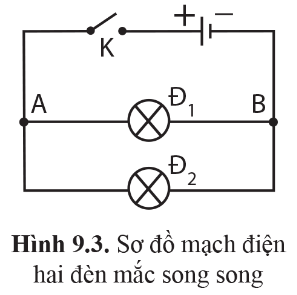 + −
K
A
Đ1
B
Đ2
Hình 9.3. Sơ đồ mạch điện
hai đèn mắc song song